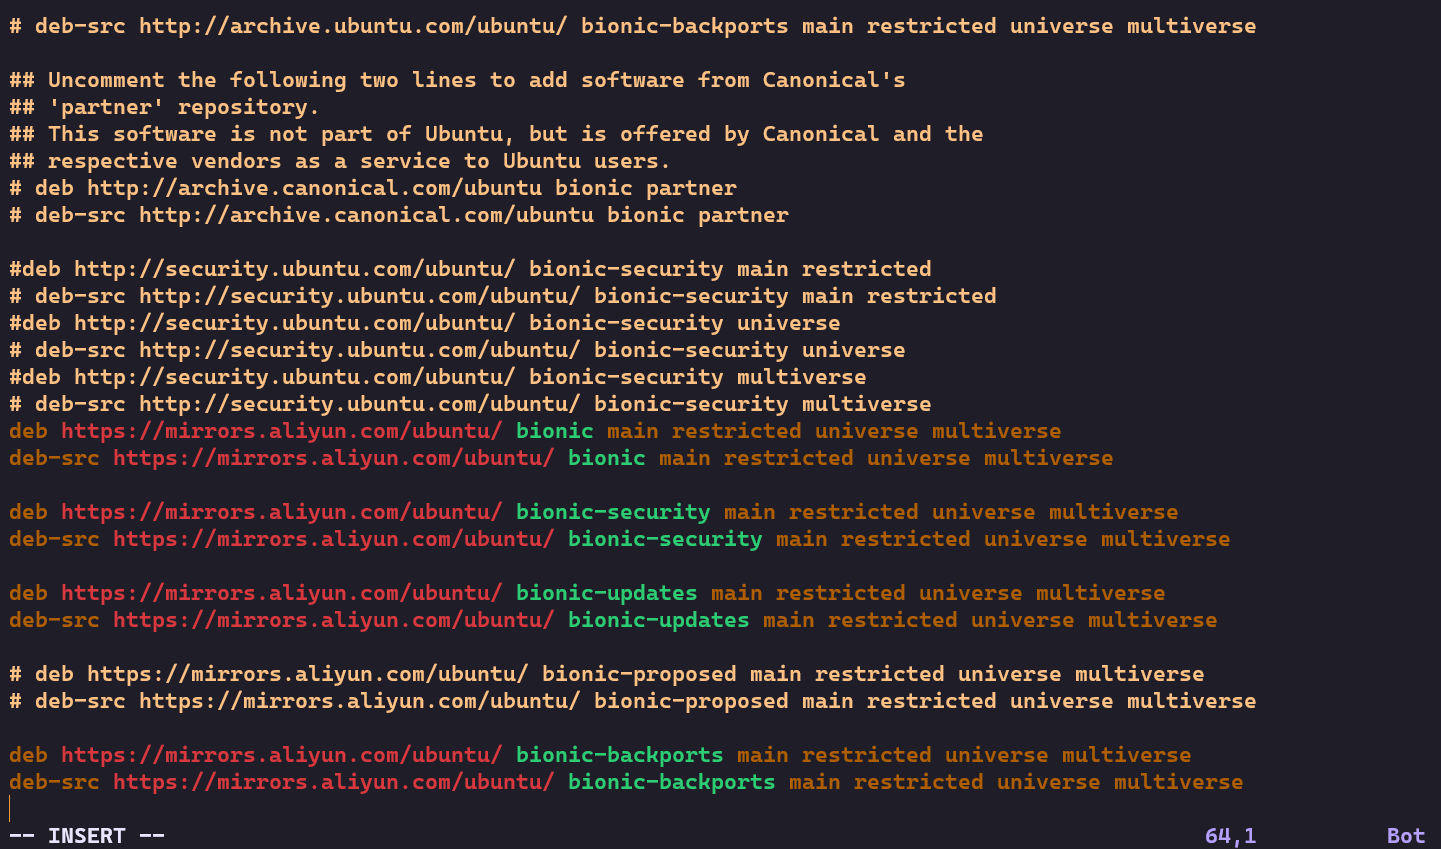 # deb-src http://archive.ubuntu.com/ubuntu/ bionic-backports main restricted universe multiverse
## Uncomment the following two lines to add software from Canonical's
## 'partner' repository.
## This software is not part of Ubuntu, but is offered by Canonical and the
## respective vendors as a service to Ubuntu users.
# deb http://archive.canonical.com/ubuntu bionic partner
# deb-src http://archive.canonical.com/ubuntu bionic partner
#deb http://security.ubuntu.com/ubuntu/ bionic-security main restricted
# deb-src http://security.ubuntu.com/ubuntu/ bionic-security main restricted
#deb http://security.ubuntu.com/ubuntu/ bionic-security universe
# deb-src http://security.ubuntu.com/ubuntu/ bionic-security universe
#deb http://security.ubuntu.com/ubuntu/ bionic-security multiverse
# deb-src http://security.ubuntu.com/ubuntu/ bionic-security multiverse
deb https://mirrors.aliyun.com/ubuntu/ bionic main restricted universe multiverse
deb-src https://mirrors.aliyun.com/ubuntu/ bionic main restricted universe multiverse
deb https://mirrors.aliyun.com/ubuntu/ bionic-security main restricted universe multiverse
deb-src https://mirrors.aliyun.com/ubuntu/ bionic-security main restricted universe multiverse
deb https://mirrors.aliyun.com/ubuntu/ bionic-updates main restricted universe multiverse
deb-src https://mirrors.aliyun.com/ubuntu/ bionic-updates main restricted universe multiverse
# deb https://mirrors.aliyun.com/ubuntu/ bionic-proposed main restricted universe multiverse
# deb-src https://mirrors.aliyun.com/ubuntu/ bionic-proposed main restricted universe multiverse
deb https://mirrors.aliyun.com/ubuntu/ bionic-backports main restricted universe multiverse
deb-src https://mirrors.aliyun.com/ubuntu/ bionic-backports main restricted universe multiverse
-- INSERT -- 64,1 Bot